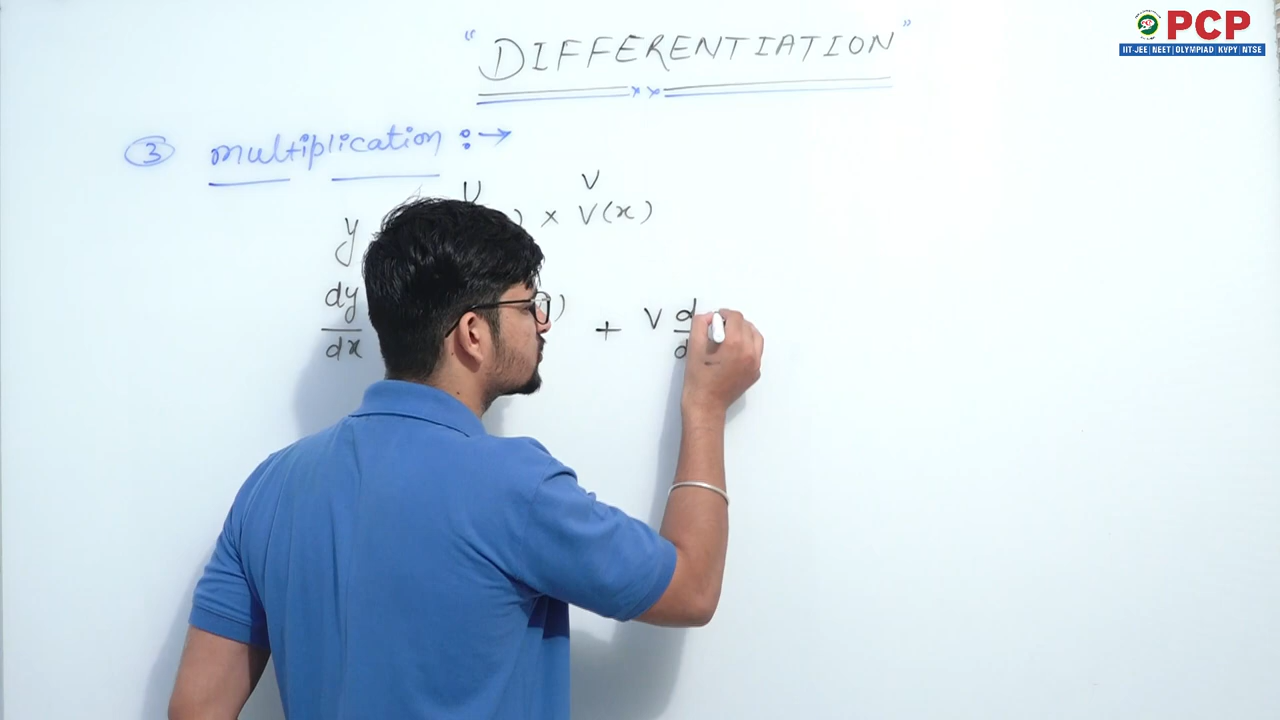 PCP
IIT-JEE | NEET | OLYMPIAD KVPY | NTSE
"DIFFERENTIATION"
③ multiplication :→
U V
y ) × V(x)
dy/dx ) + V d